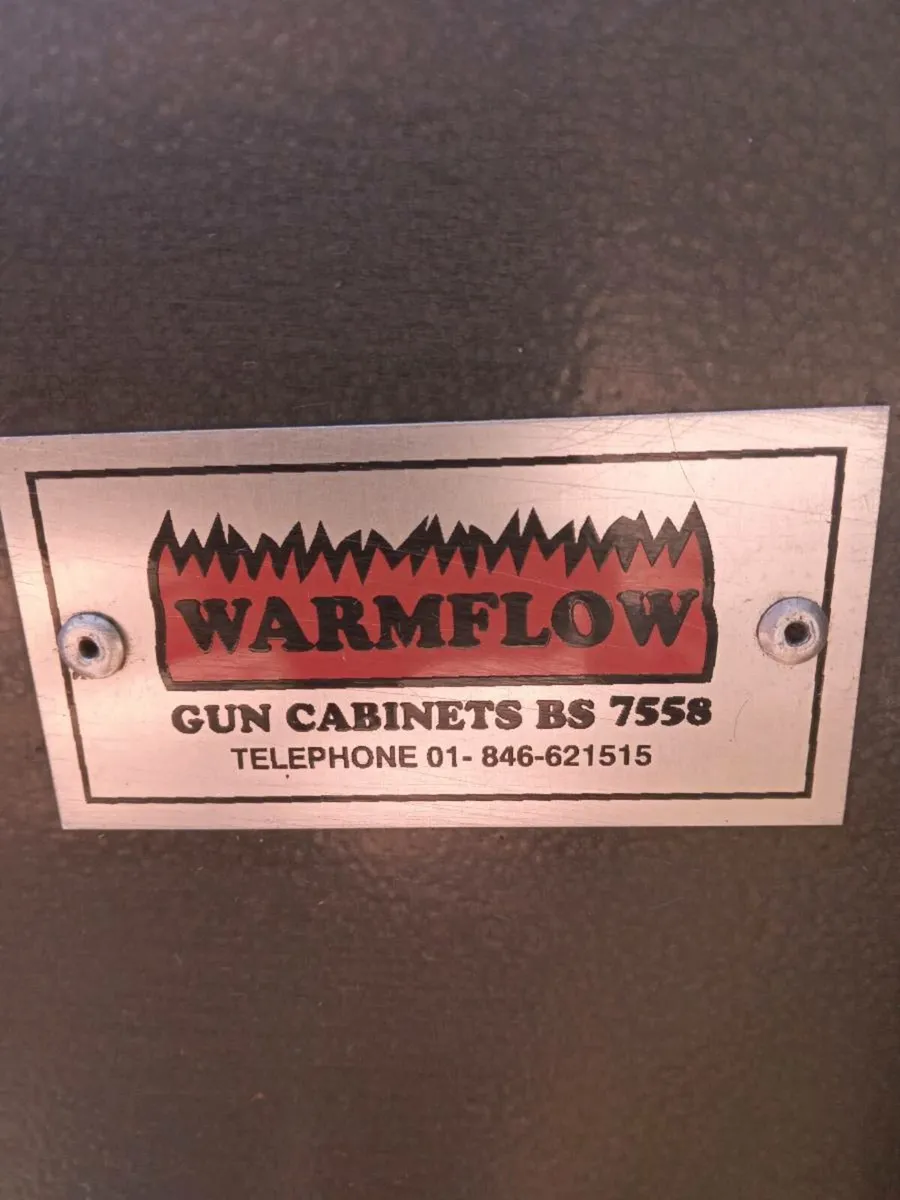 WARMFLOW
GUN CABINETS BS 7558
TELEPHONE 01- 846-621515